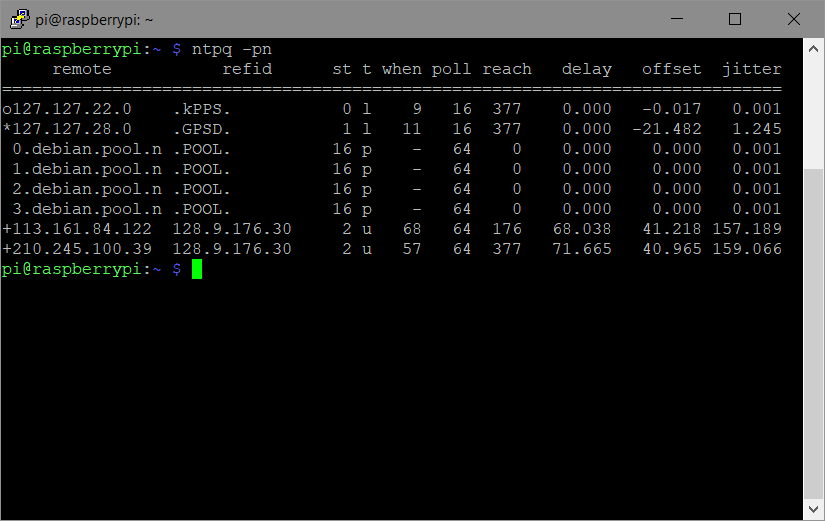 pi@raspberrypi: ~
pi@raspberrypi:~ $ ntpq -pn
     remote           refid      st t when poll reach   delay   offset  jitter
==============================================================================
o127.127.22.0    .kPPS.           0 l    9   16  377    0.000   -0.017   0.001
*127.127.28.0    .GPSD.           1 l   11   16  377    0.000  -21.482   1.245
 0.debian.pool.n .POOL.          16 p    -   64    0    0.000    0.000   0.001
 1.debian.pool.n .POOL.          16 p    -   64    0    0.000    0.000   0.001
 2.debian.pool.n .POOL.          16 p    -   64    0    0.000    0.000   0.001
 3.debian.pool.n .POOL.          16 p    -   64    0    0.000    0.000   0.001
+113.161.84.122  128.9.176.30     2 u   68   64  176   68.038   41.218 157.189
+210.245.100.39  128.9.176.30     2 u   57   64  377   71.665   40.965 159.066
pi@raspberrypi:~ $